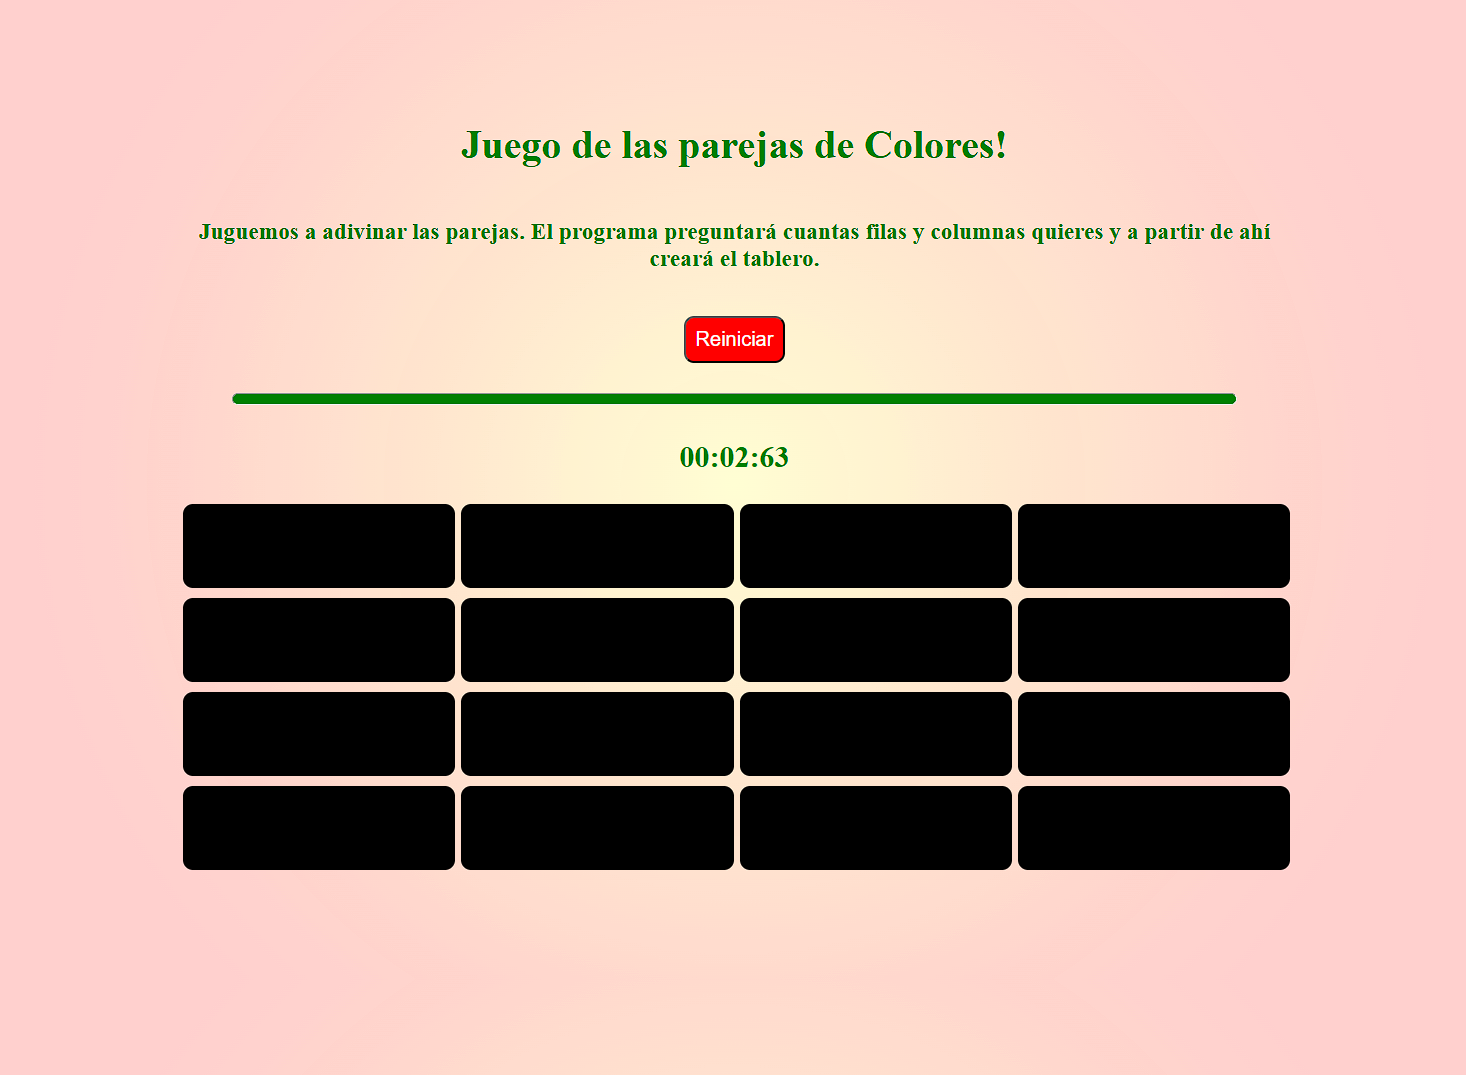 Juego de las parejas de Colores!
Juguemos a adivinar las parejas. El programa preguntará cuantas filas y columnas quieres y a partir de ahí
creará el tablero.
Reiniciar
00:02:63